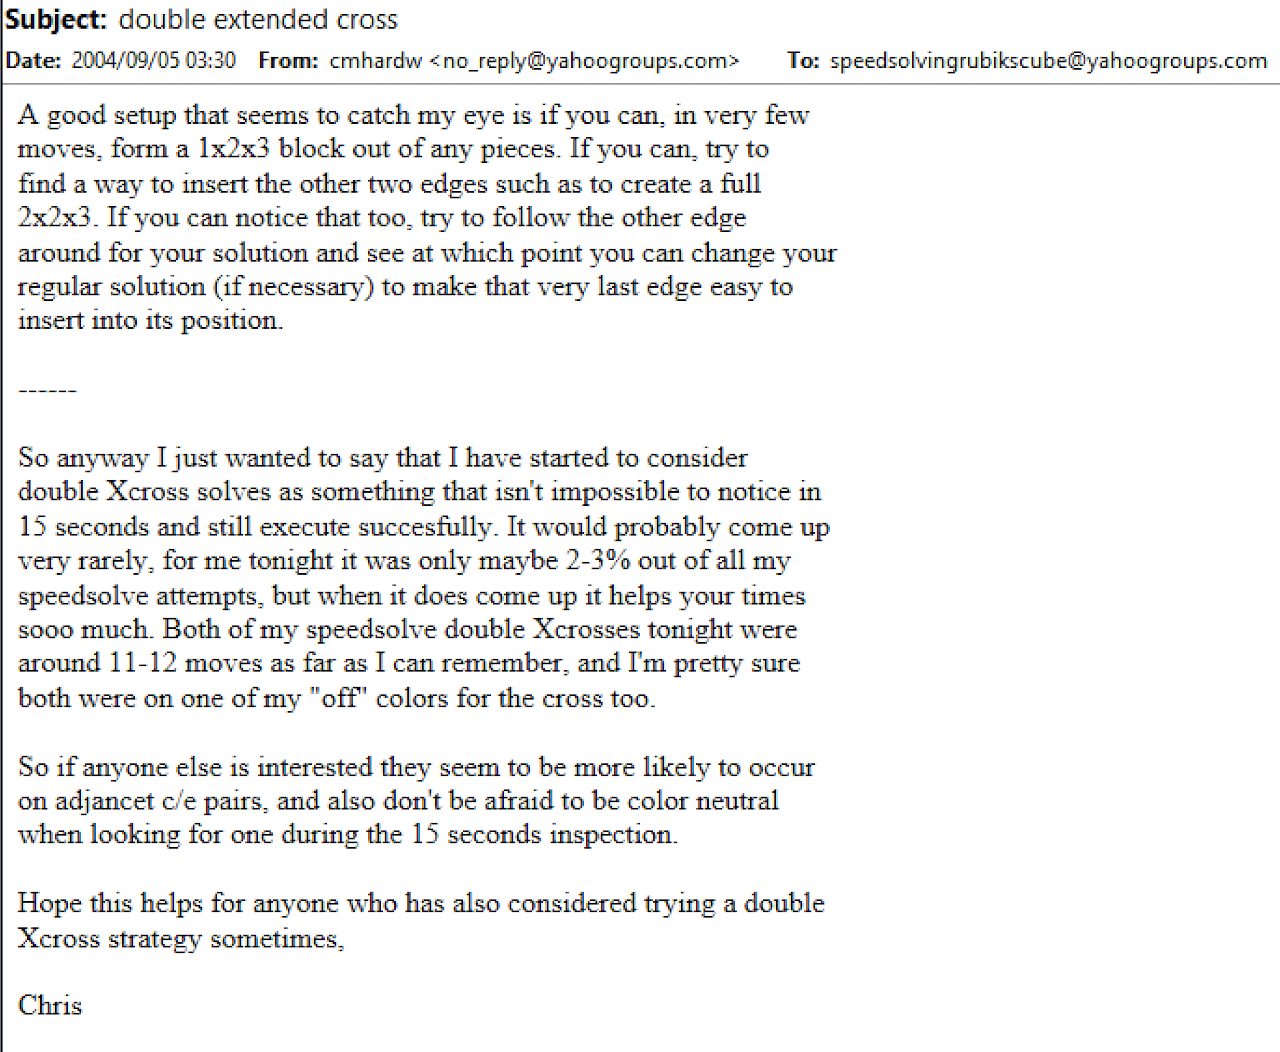 Subject: double extended cross
Date: 2004/09/05 03:30 From: cmhardw <no_reply@yahoogroups.com> To: speedsolvingrubikscube@yahoogroups.com
A good setup that seems to catch my eye is if you can, in very few
moves, form a 1x2x3 block out of any pieces. If you can, try to
find a way to insert the other two edges such as to create a full
2x2x3. If you can notice that too, try to follow the other edge
around for your solution and see at which point you can change your
regular solution (if necessary) to make that very last edge easy to
insert into its position.
------
So anyway I just wanted to say that I have started to consider
double Xcross solves as something that isn't impossible to notice in
15 seconds and still execute succesfully. It would probably come up
very rarely, for me tonight it was only maybe 2-3% out of all my
speedsolve attempts, but when it does come up it helps your times
sooo much. Both of my speedsolve double Xcrosses tonight were
around 11-12 moves as far as I can remember, and I'm pretty sure
both were on one of my "off" colors for the cross too.
So if anyone else is interested they seem to be more likely to occur
on adjancet c/e pairs, and also don't be afraid to be color neutral
when looking for one during the 15 seconds inspection.
Hope this helps for anyone who has also considered trying a double
Xcross strategy sometimes,
Chris